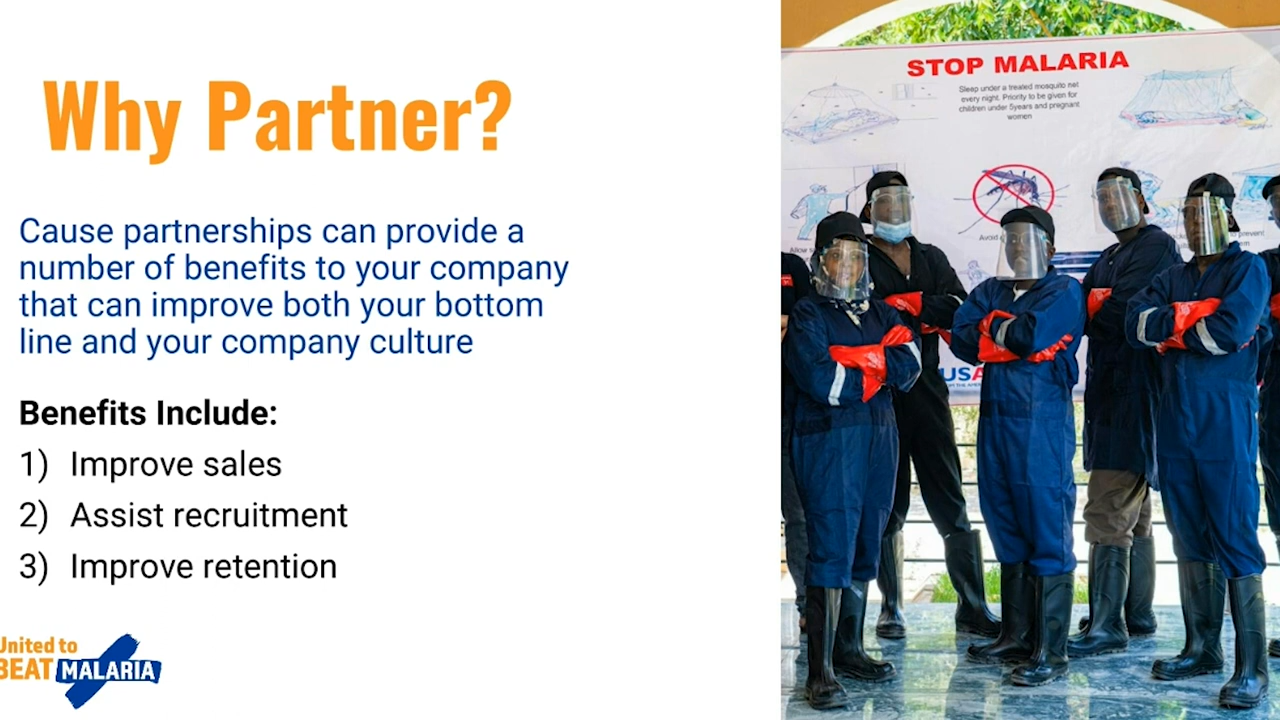 Why Partner?
Cause partnerships can provide a
number of benefits to your company
that can improve both your bottom
line and your company culture
Benefits Include:
1) Improve sales
2) Assist recruitment
3) Improve retention
United to
BEAT MALARIA
STOP MALARIA
Sleep under a treated mosquito net
every night. Priority to be given for
children under 5years and pregnant
women
Avoid
prevent
USA